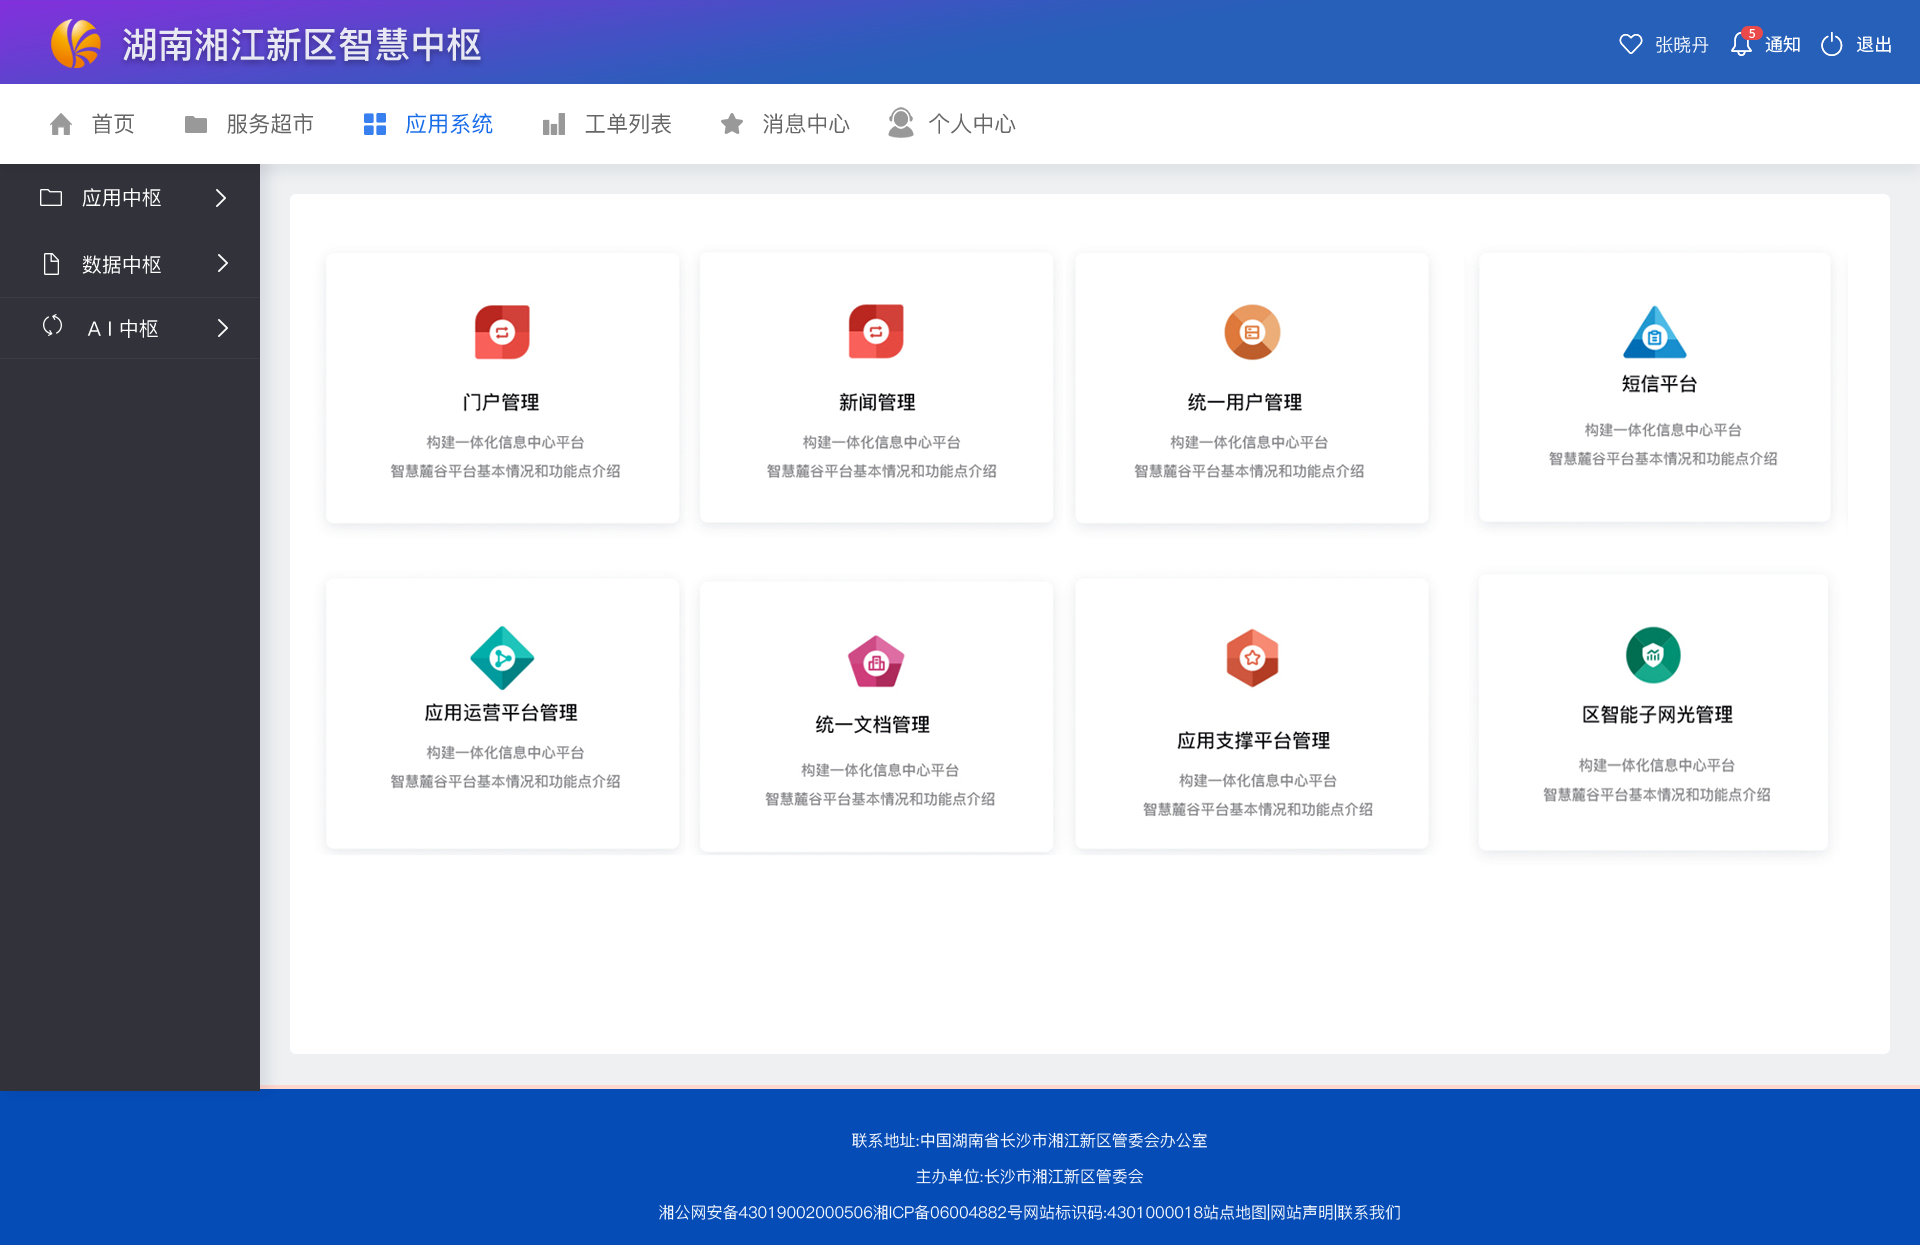 湖南湘江新区智慧中枢
张晓丹
5
通知
退出
首页
服务超市
应用系统
工单列表
消息中心
个人中心
应用中枢
数据中枢
A I 中枢
门户管理
构建一体化信息中心平台
智慧麓谷平台基本情况和功能点介绍
新闻管理
构建一体化信息中心平台
智慧麓谷平台基本情况和功能点介绍
统一用户管理
构建一体化信息中心平台
智慧麓谷平台基本情况和功能点介绍
短信平台
构建一体化信息中心平台
智慧麓谷平台基本情况和功能点介绍
应用运营平台管理
构建一体化信息中心平台
智慧麓谷平台基本情况和功能点介绍
统一文档管理
构建一体化信息中心平台
智慧麓谷平台基本情况和功能点介绍
应用支撑平台管理
构建一体化信息中心平台
智慧麓谷平台基本情况和功能点介绍
区智能子网光管理
构建一体化信息中心平台
智慧麓谷平台基本情况和功能点介绍
联系地址:中国湖南省长沙市湘江新区管委会办公室
主办单位:长沙市湘江新区管委会
湘公网安备43019002000506湘ICP备06004882号网站标识码:4301000018站点地图|网站声明|联系我们